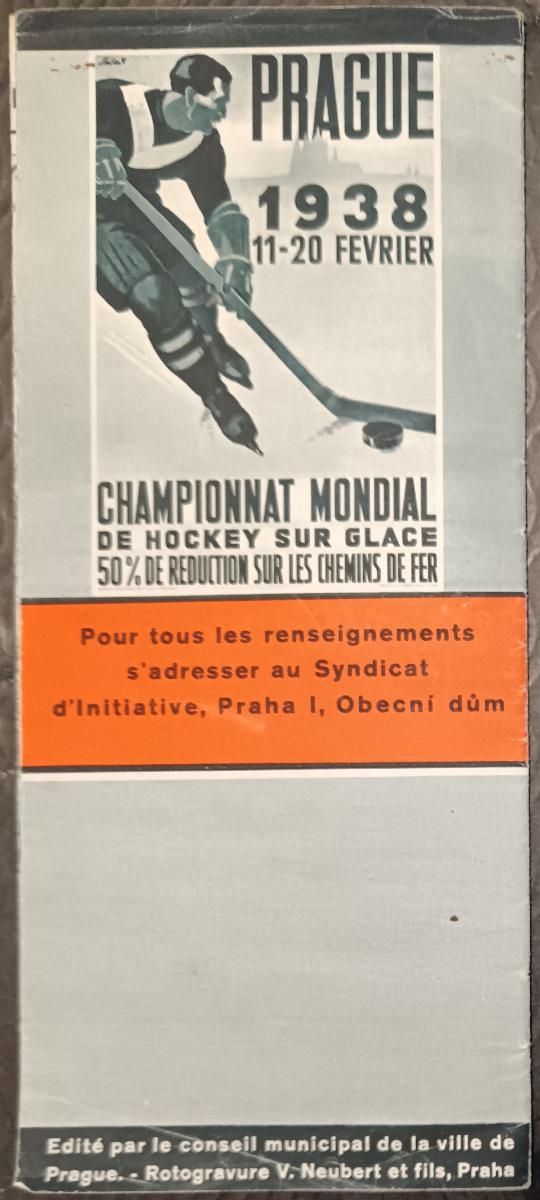 PRAGUE
1938
11-20 FEVRIER
CHAMPIONNAT MONDIAL
DE HOCKEY SUR GLACE
50% DE REDUCTION SUR LES CHEMINS DE FER
Pour tous les renseignements
s'adresser au Syndicat
d'Initiative, Praha I, Obecní dům
Edité par le conseil municipal de la ville de
Prague. - Rotogravure V. Neubert et fils, Praha